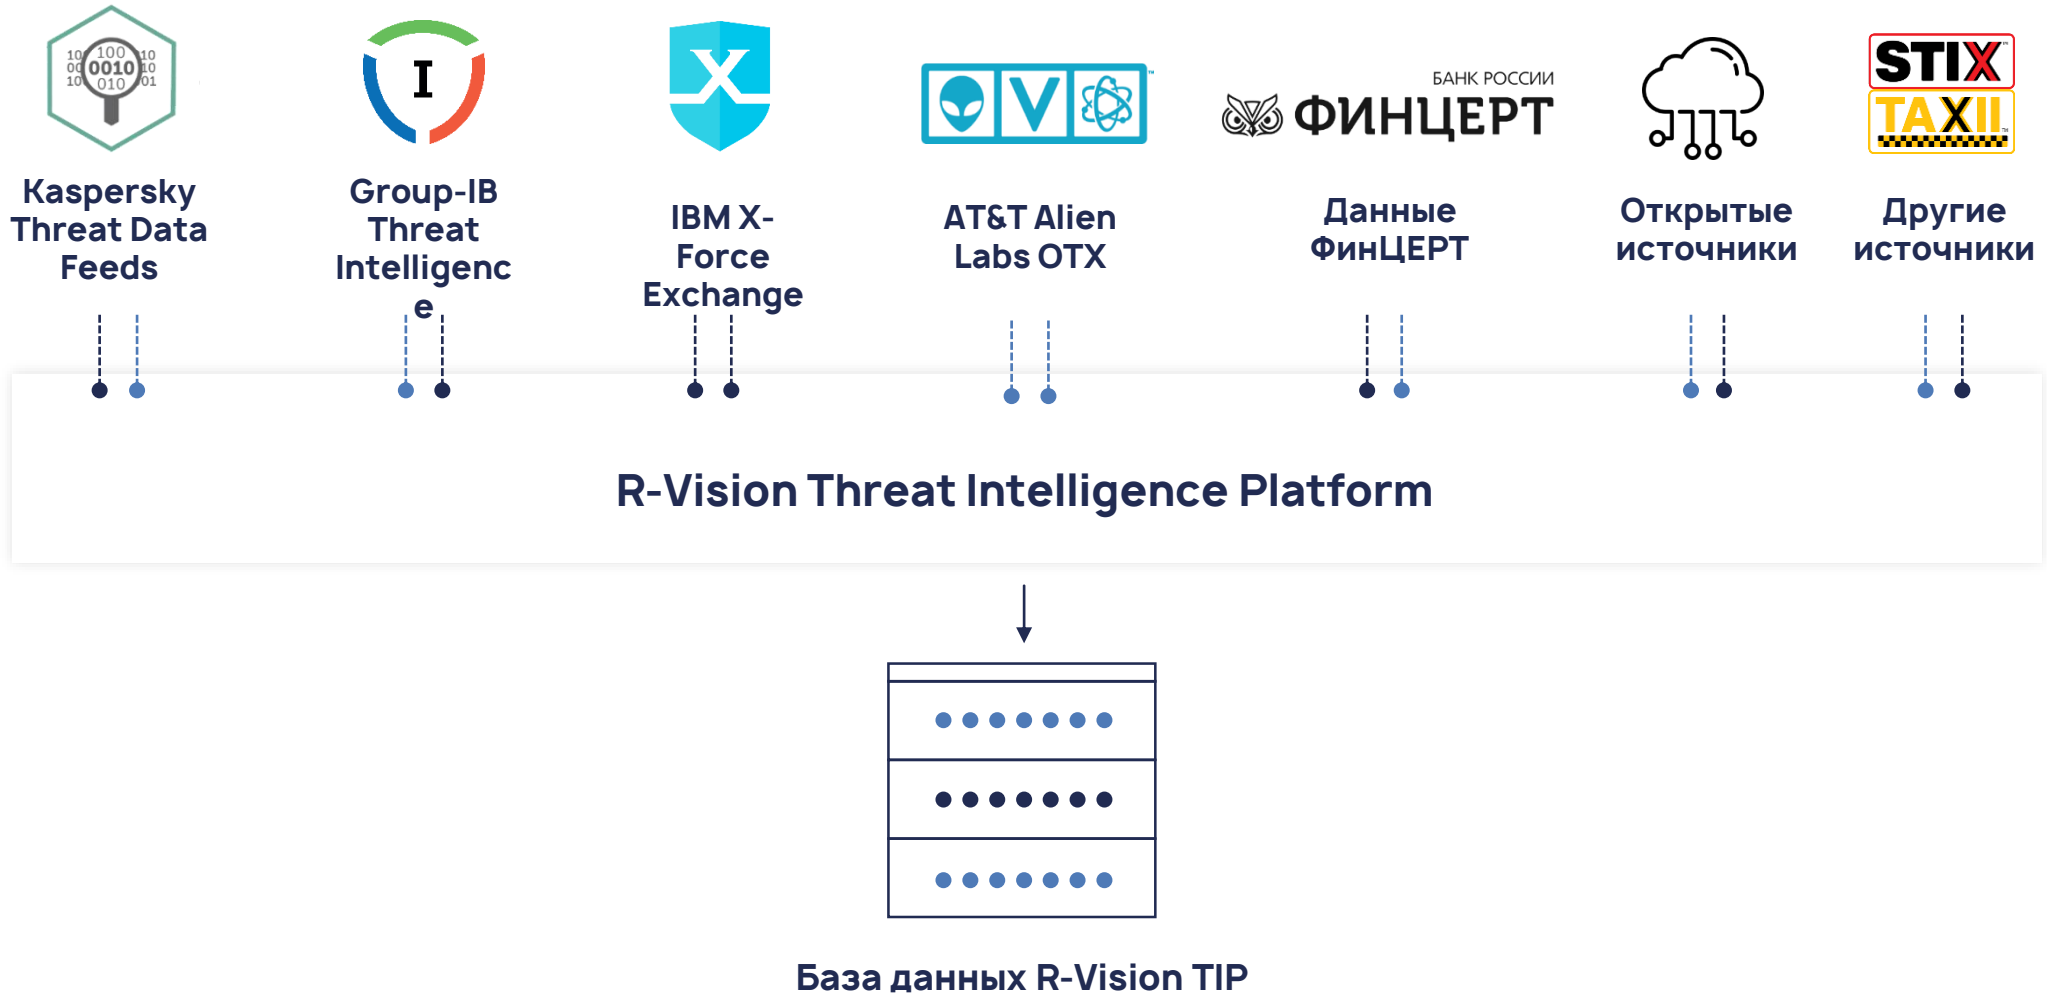 100
10 10
00 0010 10
10 010 01
I
X
STIX
TAXII
V
БАНК РОССИИ
ФИНЦЕРТ
Kaspersky
Threat Data
Feeds
Group-IB
Threat
Intelligenc
e
IBM X-
Force
Exchange
AT&T Alien
Labs OTX
Данные
ФинЦЕРТ
Открытые
источники
Другие
источники
R-Vision Threat Intelligence Platform
База данных R-Vision TIP